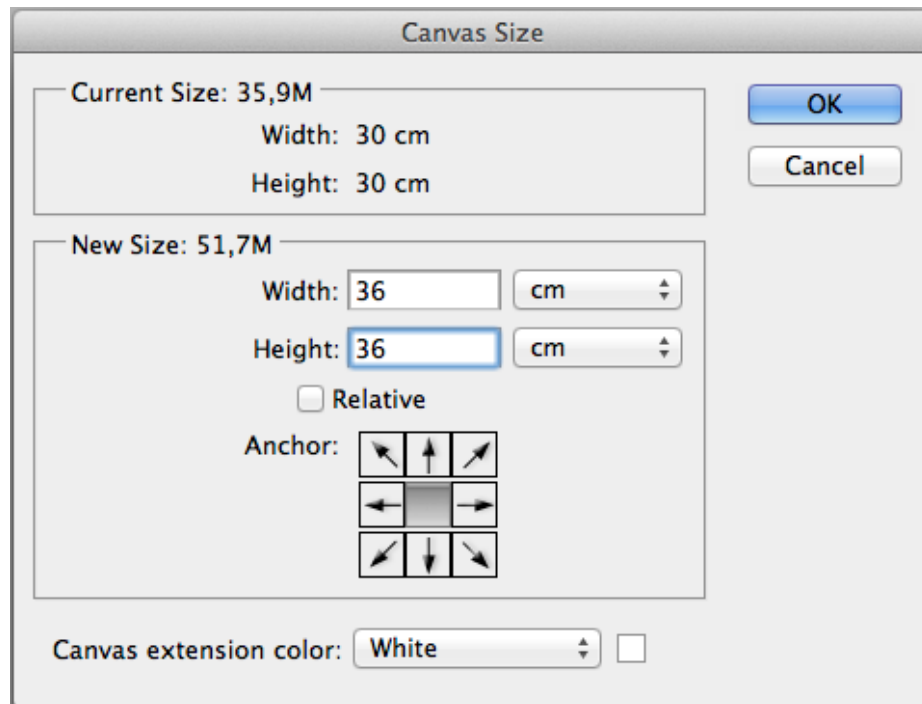 Canvas Size
Current Size: 35,9M
Width: 30 cm
Height: 30 cm
OK
Cancel
New Size: 51,7M
Width: 36 cm
Height: 36 cm
Relative
Anchor:
Canvas extension color: White